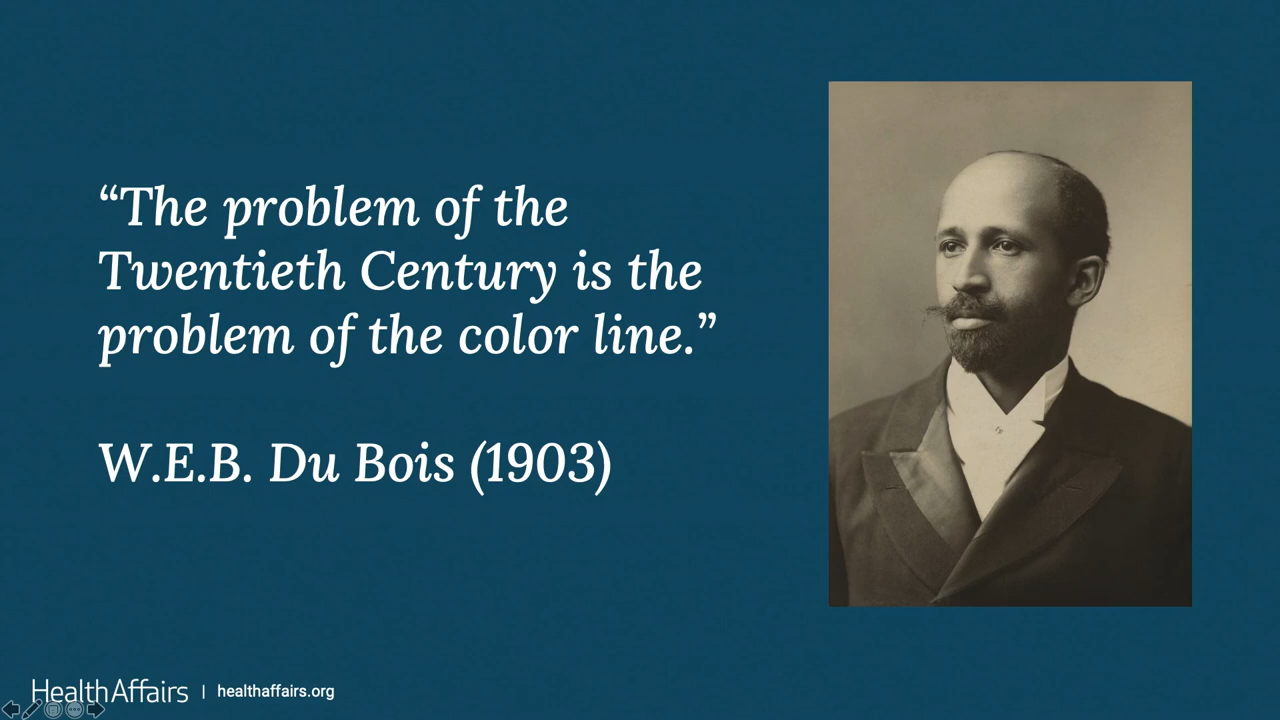 “The problem of the
Twentieth Century is the
problem of the color line.”
W.E.B. Du Bois (1903)
HealthAffairs | healthaffairs.org